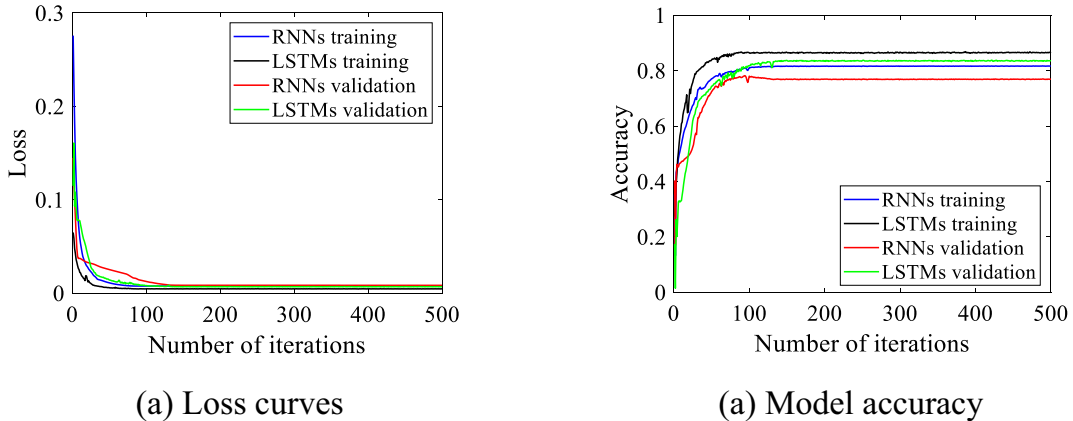 0.3
0.2
0.1
0
Loss
RNNs training
LSTMs training
RNNs validation
LSTMs validation
0 100 200 300 400 500
Number of iterations
(a) Loss curves
1
0.8
0.6
0.4
0.2
0
Accuracy
RNNs training
LSTMs training
RNNs validation
LSTMs validation
0 100 200 300 400 500
Number of iterations
(a) Model accuracy